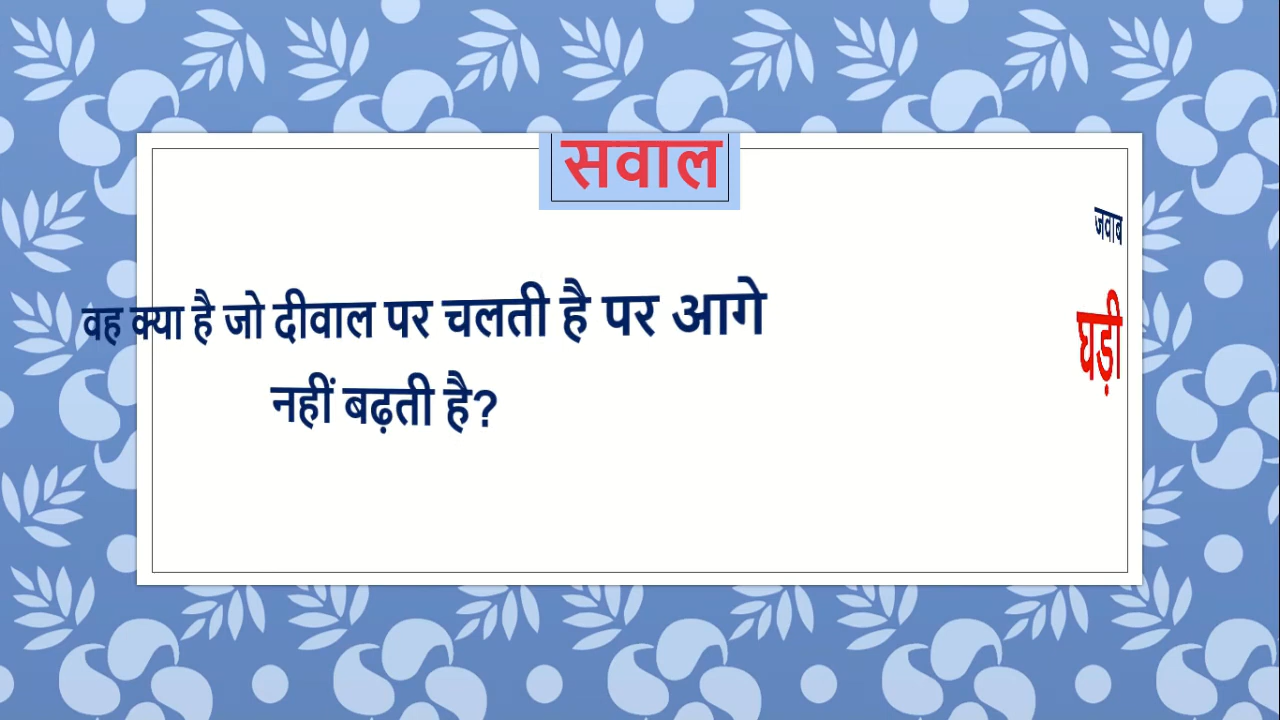 सवाल
वह क्या है जो दीवाल पर चलती है पर आगे
नहीं बढ़ती है?
जवाब
घड़ी